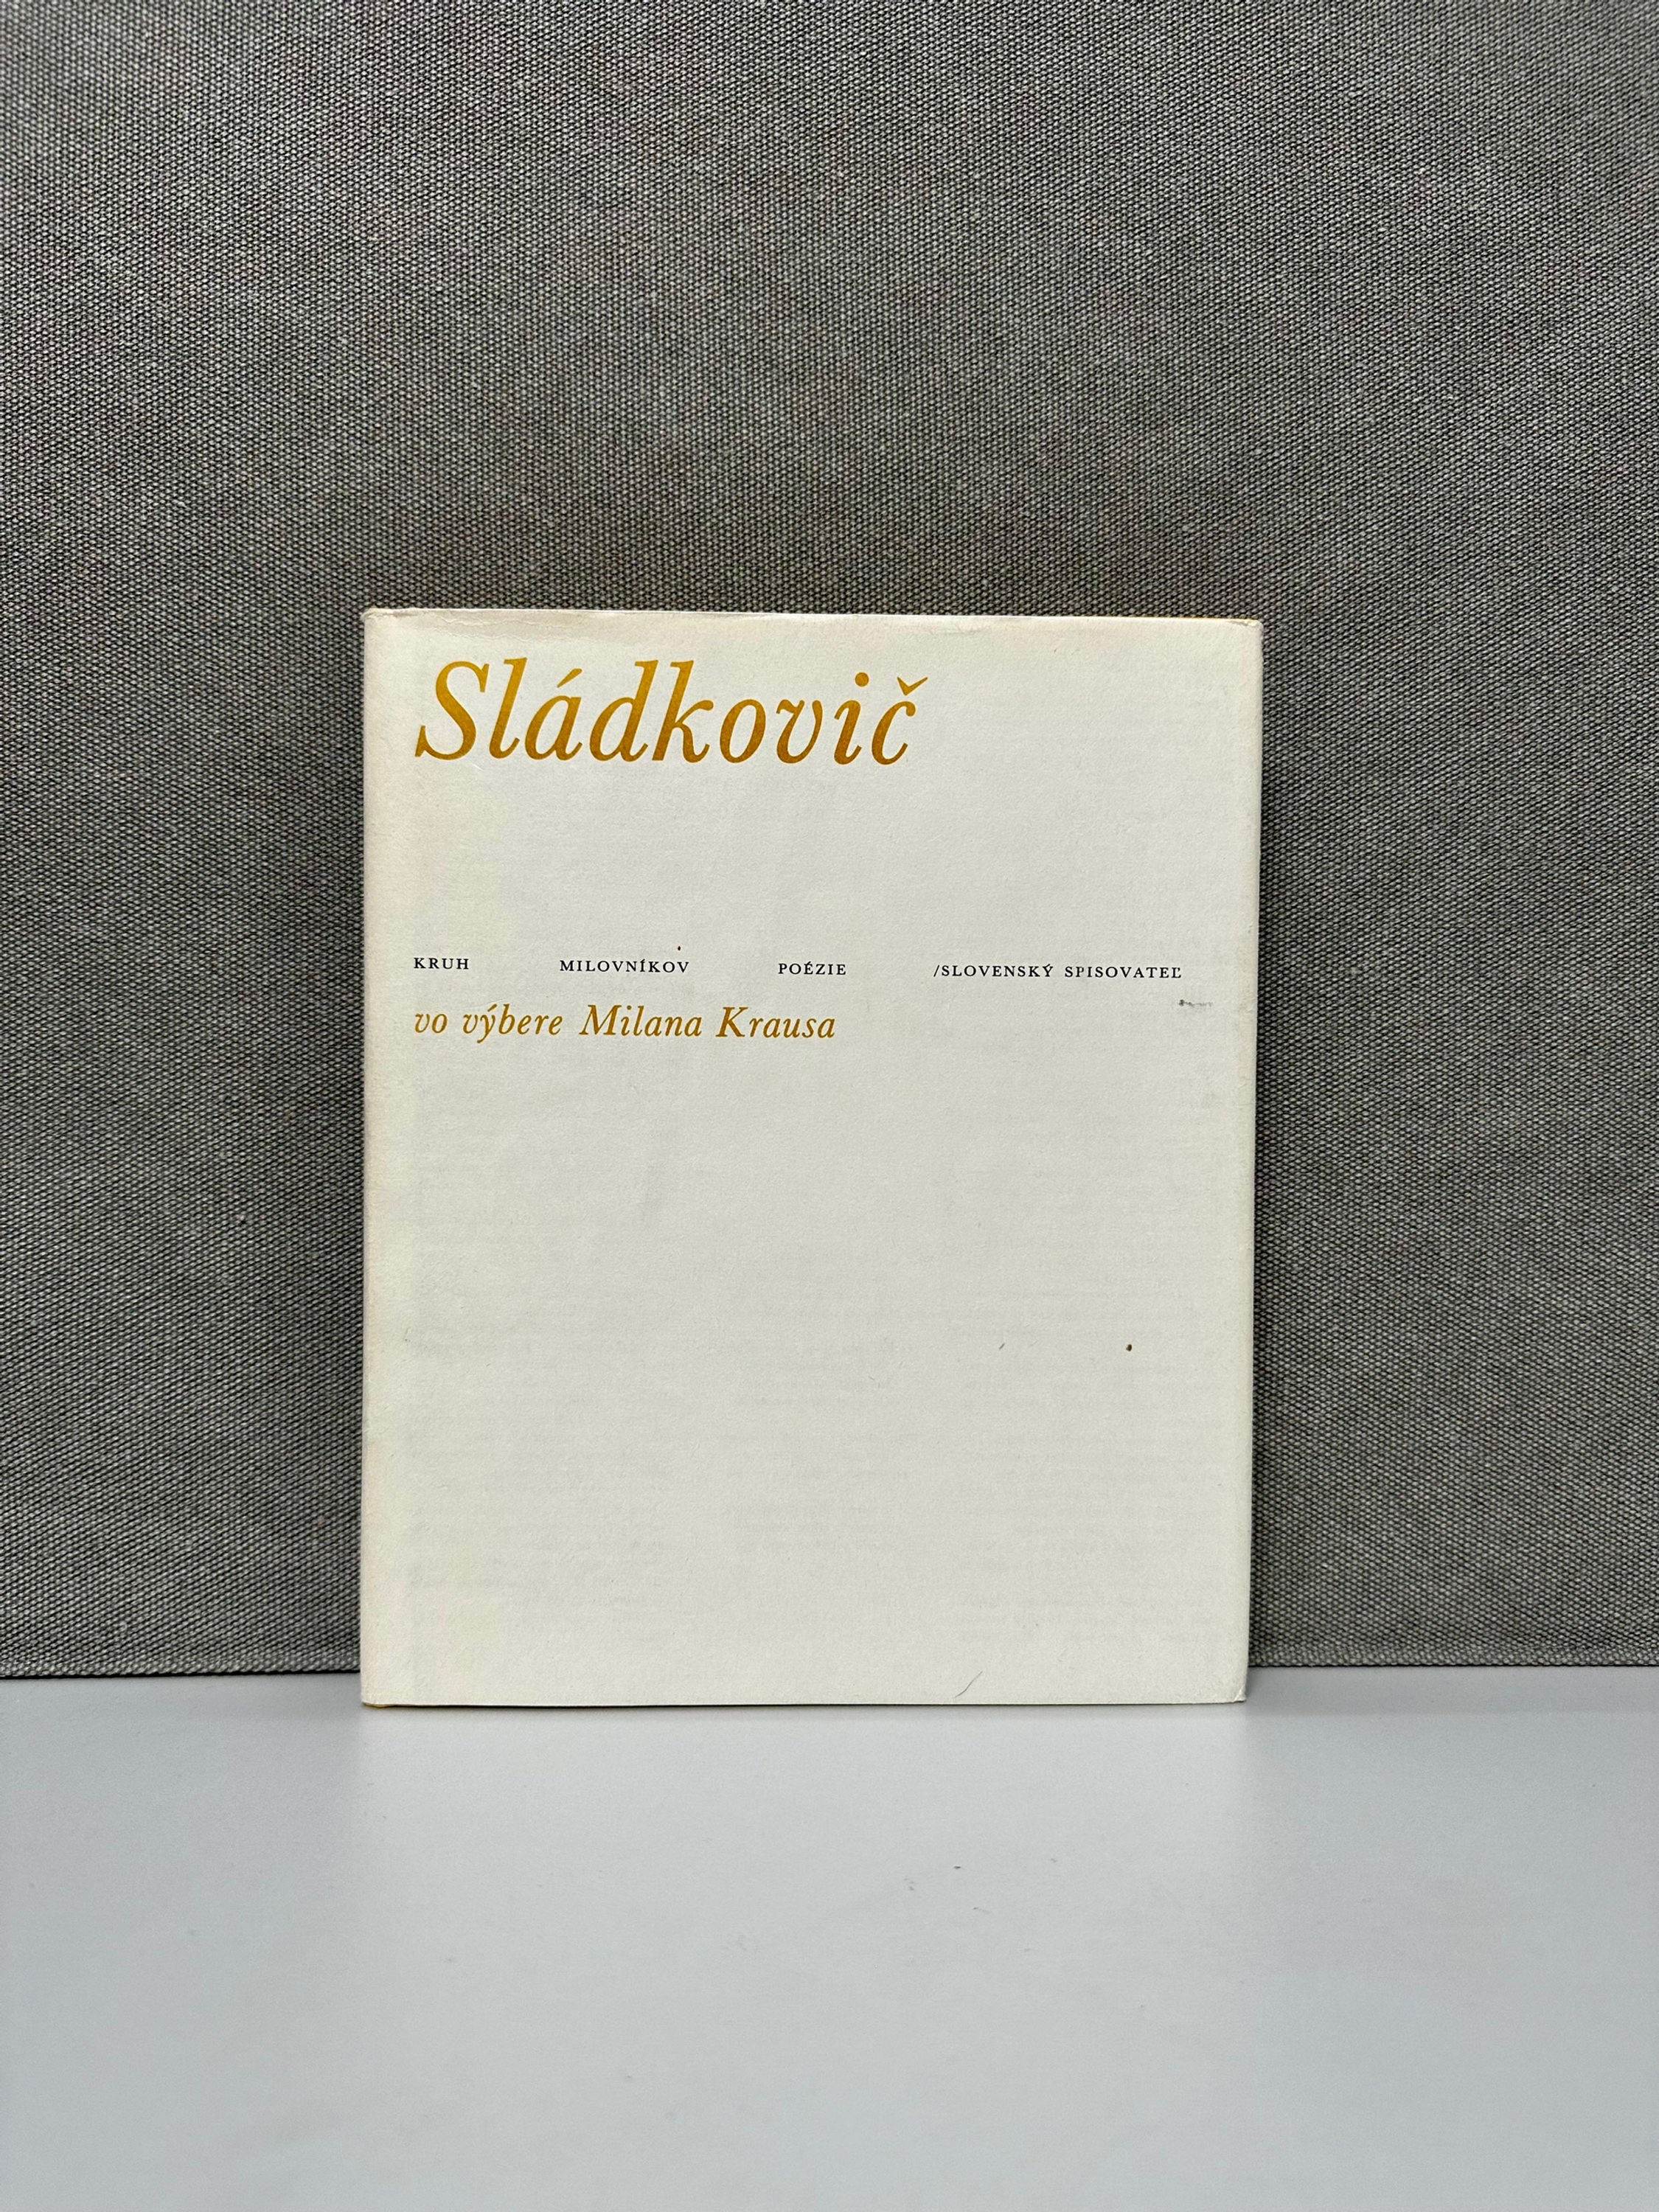 Sládkovič
KRUH MILOVNÍKOV POÉZIE /SLOVENSKÝ SPISOVATEĽ
vo výbere Milana Krausa